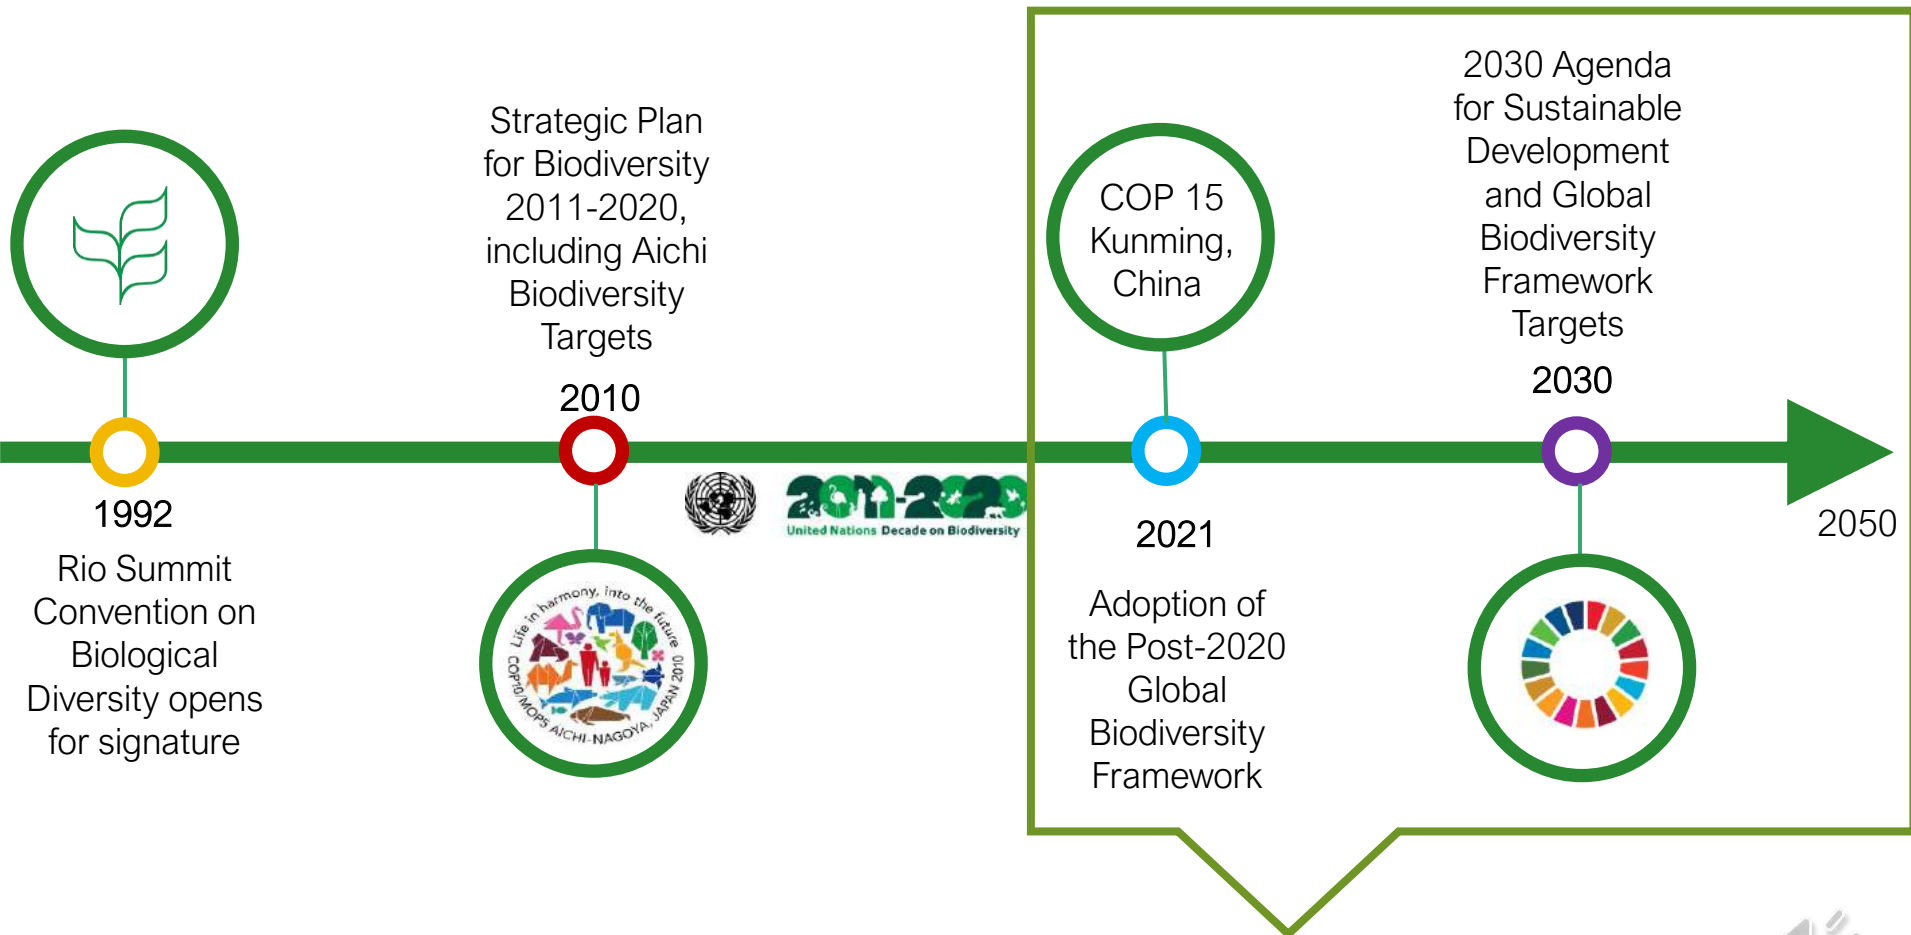 1992
Rio Summit
Convention on
Biological
Diversity opens
for signature
Strategic Plan
for Biodiversity
2011-2020,
including Aichi
Biodiversity
Targets
2010
Life in harmony, into the future
COP10/MOP5 AICHI-NAGOYA, JAPAN 2010
2011-2020
United Nations Decade on Biodiversity
COP 15
Kunming,
China
2021
Adoption of
the Post-2020
Global
Biodiversity
Framework
2030 Agenda
for Sustainable
Development
and Global
Biodiversity
Framework
Targets
2030
2050